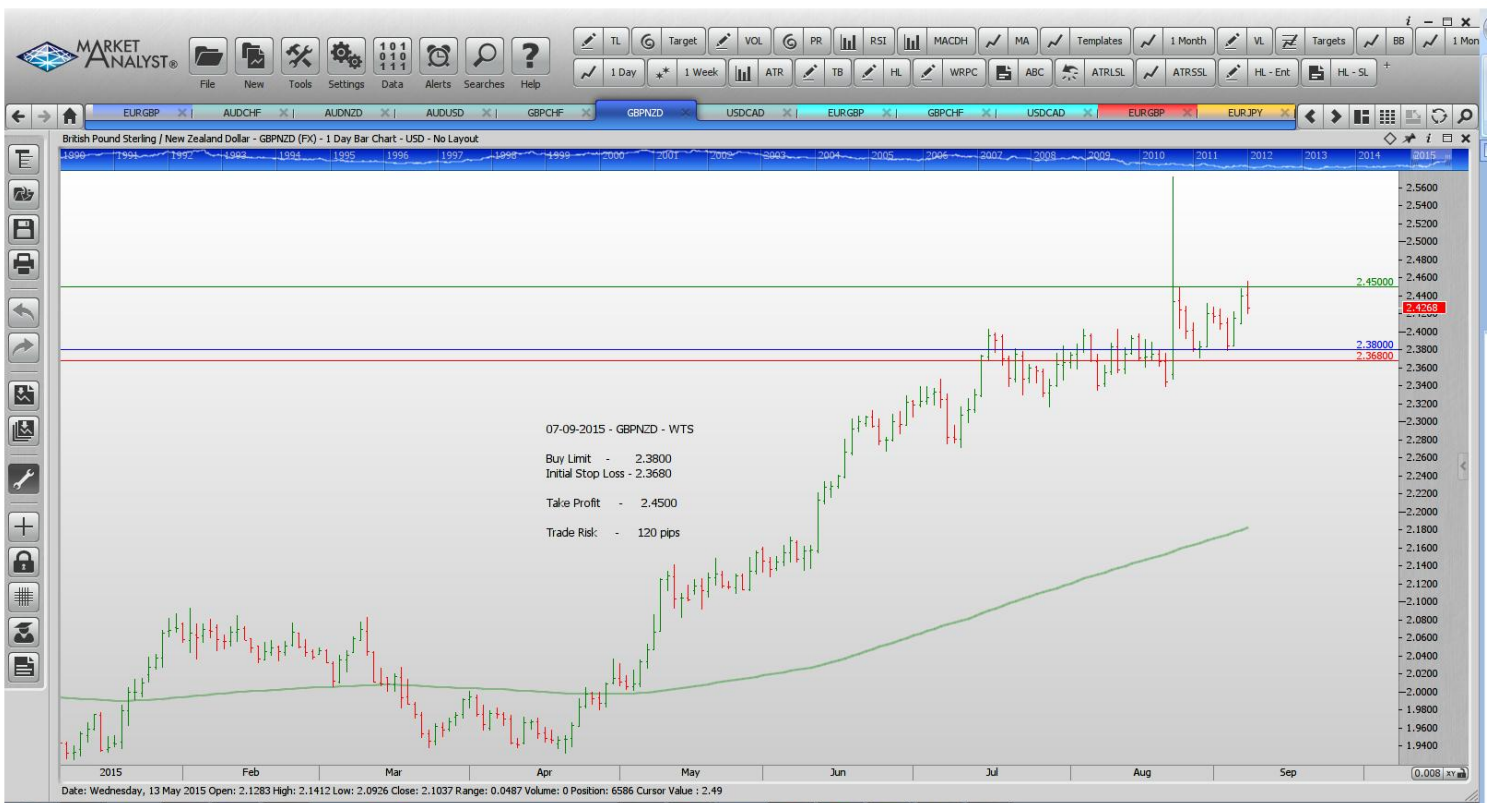 i
MARKET
ANALYST®
File New Tools Settings Data Alerts Searches Help
TL Target VOL PR RSI MACDH MA Templates 1 Month VL Targets BB 1 Mon
1 Day 1 Week ATR TB HL WRPC ABC ATRLSL ATRSSL HL - Ent HL - SL +
EURGBP AUDCHF AUDNZD AUDUSD GBPCHF GBPNZD USDCAD EURGBP GBPCHF USDCAD EURGBP EURJPY
British Pound Sterling / New Zealand Dollar - GBPNZD (FX) - 1 Day Bar Chart - USD - No Layout
1990 1991 1992 1993 1994 1995 1996 1997 1998 1999 2000 2001 2002 2003 2004 2005 2006 2007 2008 2009 2010 2011 2012 2013 2014 2015
2.5600
2.5400
2.5200
2.5000
2.4800
2.4600
2.45000
2.4400
2.4268
2.4000
2.38000
2.3800
2.36800
2.3600
2.3400
2.3200
2.3000
2.2800
2.2600
2.2400
2.2200
2.2000
2.1800
2.1600
2.1400
2.1200
2.1000
2.0800
2.0600
2.0400
2.0200
2.0000
1.9800
1.9600
1.9400
07-09-2015 - GBPNZD - WTS
Buy Limit - 2.3800
Initial Stop Loss - 2.3680
Take Profit - 2.4500
Trade Risk - 120 pips
2015 Feb Mar Apr May Jun Jul Aug Sep
0.008 XY
Date: Wednesday, 13 May 2015 Open: 2.1283 High: 2.1412 Low: 2.0926 Close: 2.1037 Range: 0.0487 Volume: 0 Position: 6586 Cursor Value : 2.49